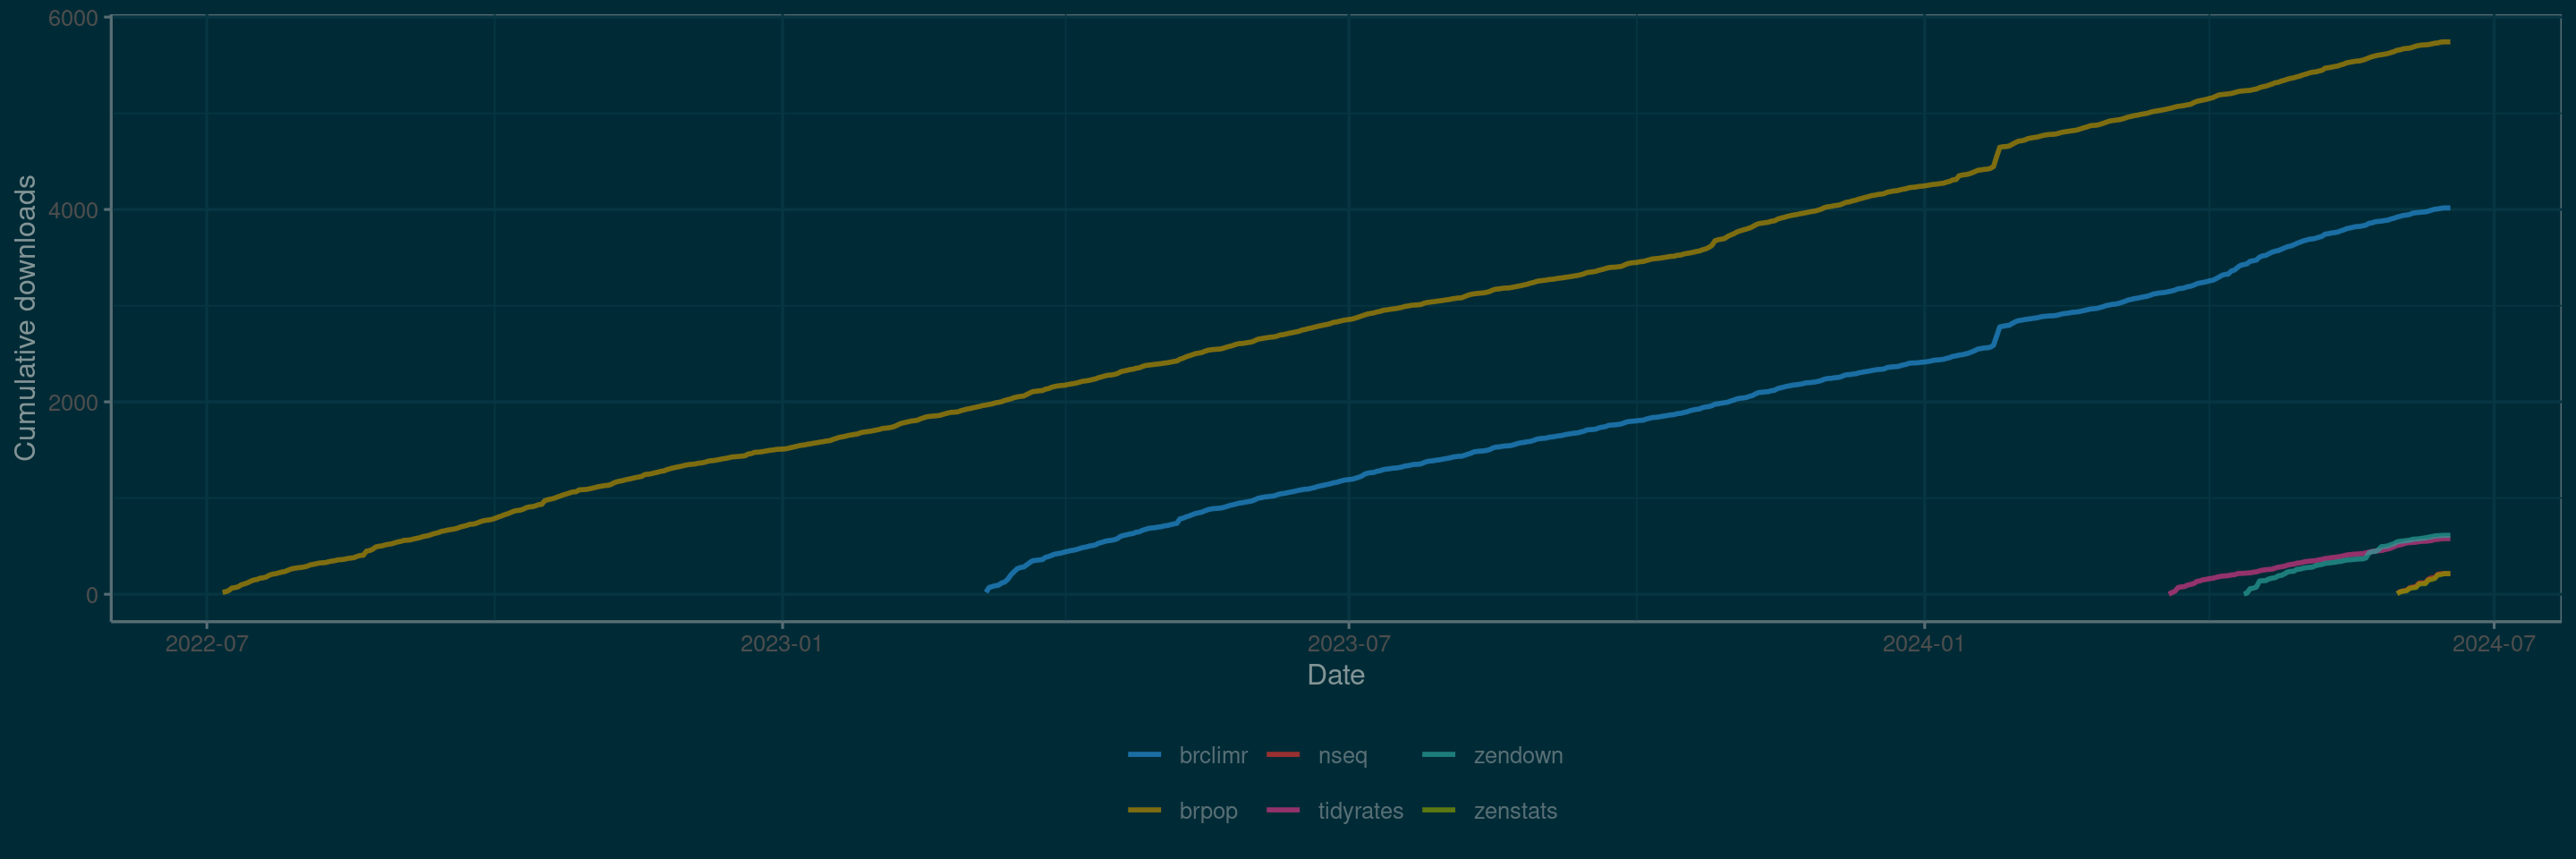 6000
4000
2000
0
Cumulative downloads
2022-07 2023-01 2023-07 2024-01 2024-07
Date
brclimr nseq zendown
brpop tidyrates zenstats